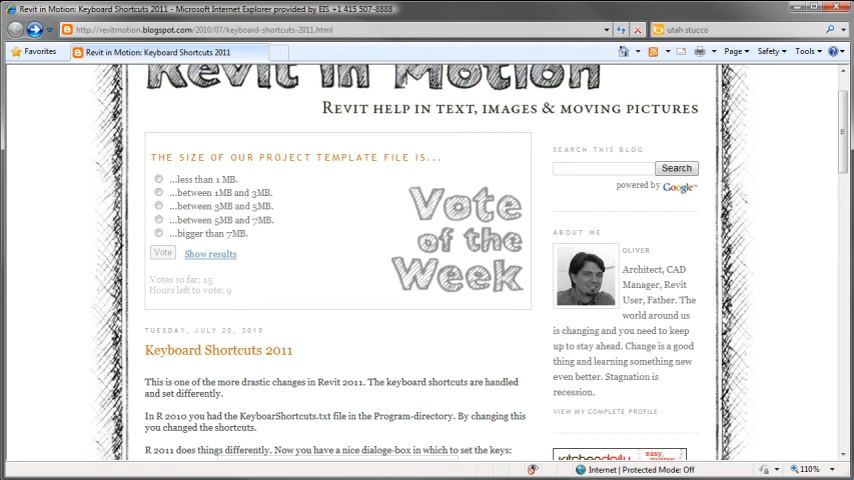 Revit in Motion: Keyboard Shortcuts 2011 - Windows Internet Explorer provided by EIS +1 415 507-8888
http://revitmotion.blogspot.com/2010/07/keyboard-shortcuts-2011.html
utah stucco
Favorites
Revit in Motion: Keyboard Shortcuts 2011
Page
Safety
Tools
Revit in Motion
Revit help in text, images & moving pictures
THE SIZE OF OUR PROJECT TEMPLATE FILE IS...
...less than 1 MB.
...between 1MB and 3MB.
...between 3MB and 5MB.
...between 5MB and 7MB.
...bigger than 7MB.
Vote
Show results
Votes so far: 15
Hours left to vote: 9
Vote
of the
Week
TUESDAY, JULY 20, 2010
Keyboard Shortcuts 2011
This is one of the more drastic changes in Revit 2011. The keyboard shortcuts are handled
and set differently.
In R 2010 you had the KeyboarShortcuts.txt file in the Program-directory. By changing this
you changed the shortcuts.
R 2011 does things differently. Now you have a nice dialoge-box in which to set the keys:
SEARCH THIS BLOG
Search
powered by Google™
ABOUT ME
OLIVER
Architect, CAD
Manager, Revit
User, Father. The
world around us
is changing and you need to keep
up to stay ahead. Change is a good
thing and learning something new
even better. Stagnation is
recession.
VIEW MY COMPLETE PROFILE
kitchendaily
easy,
Internet | Protected Mode: Off
110%